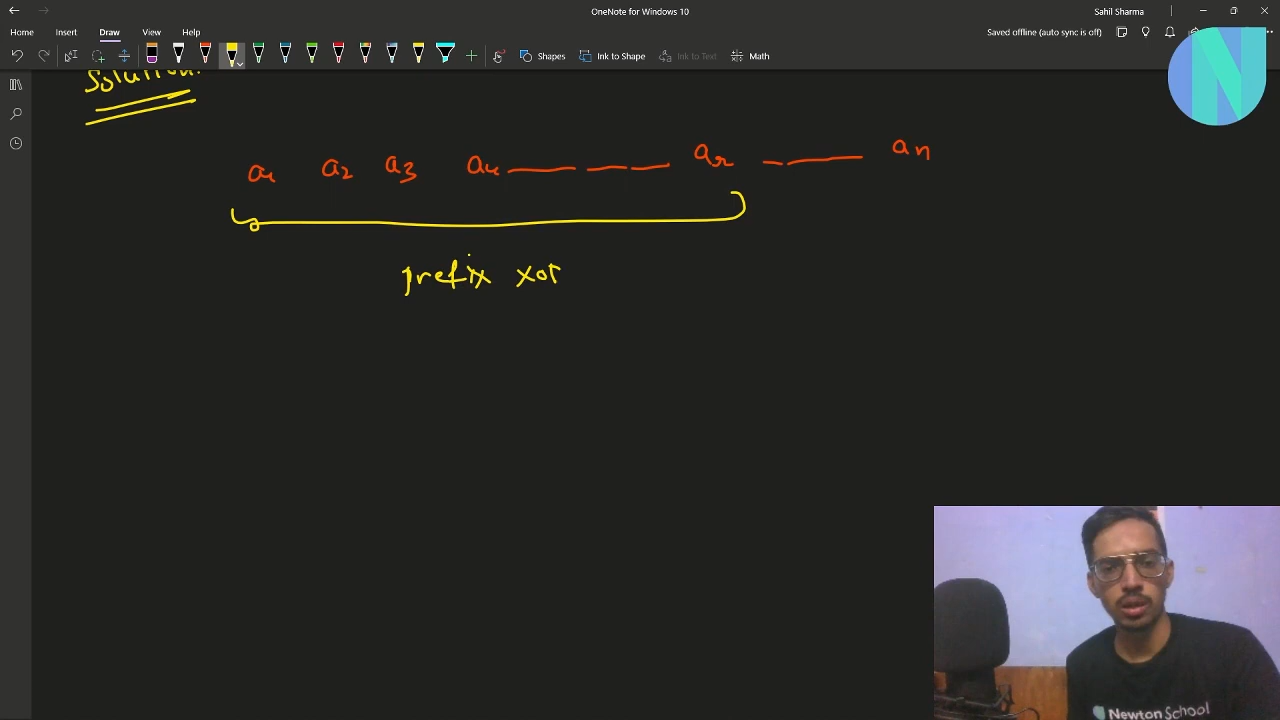 OneNote for Windows 10
Sahil Sharma
Home Insert Draw View Help
Saved offline (auto sync is off)
Shapes Ink to Shape Ink to Text Math
Solution:
a1 a2 a3 a4 ar an
prefix xor
N
Newton School